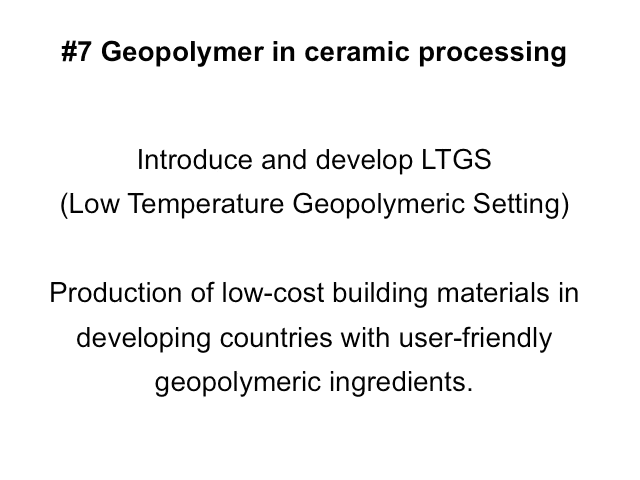 #7 Geopolymer in ceramic processing
Introduce and develop LTGS
(Low Temperature Geopolymeric Setting)
Production of low-cost building materials in
developing countries with user-friendly
geopolymeric ingredients.